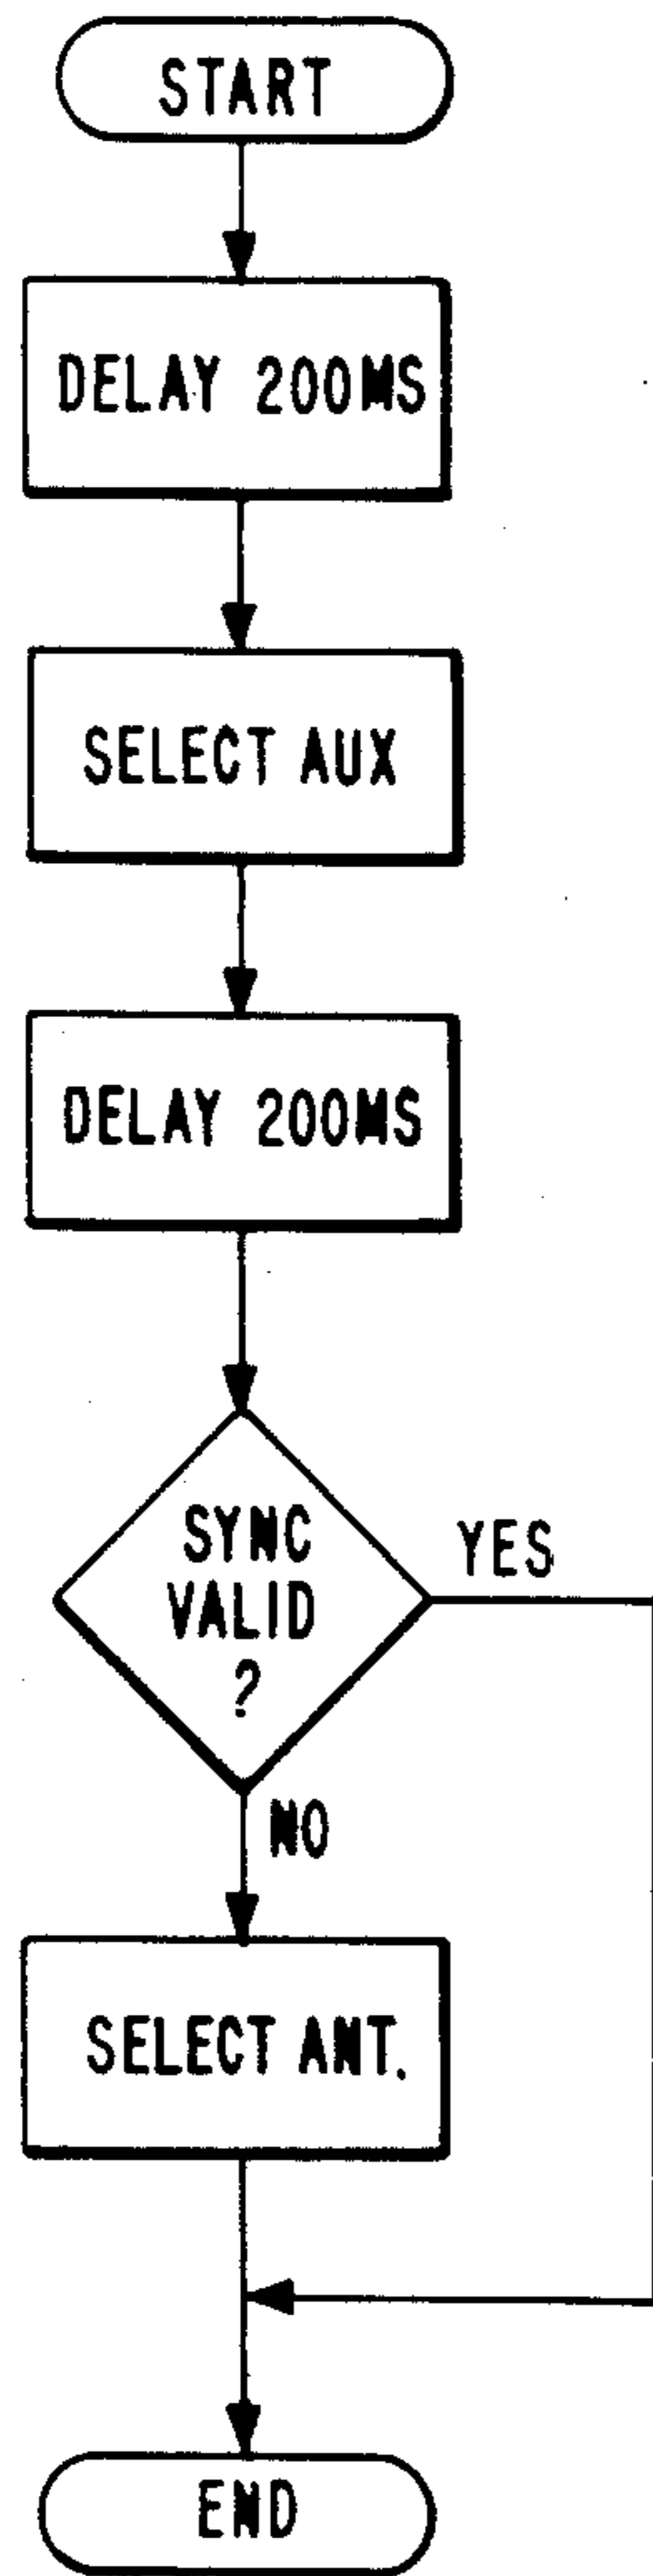 START
DELAY 200MS
SELECT AUX
DELAY 200MS
SYNC
VALID
?
YES
NO
SELECT ANT.
END